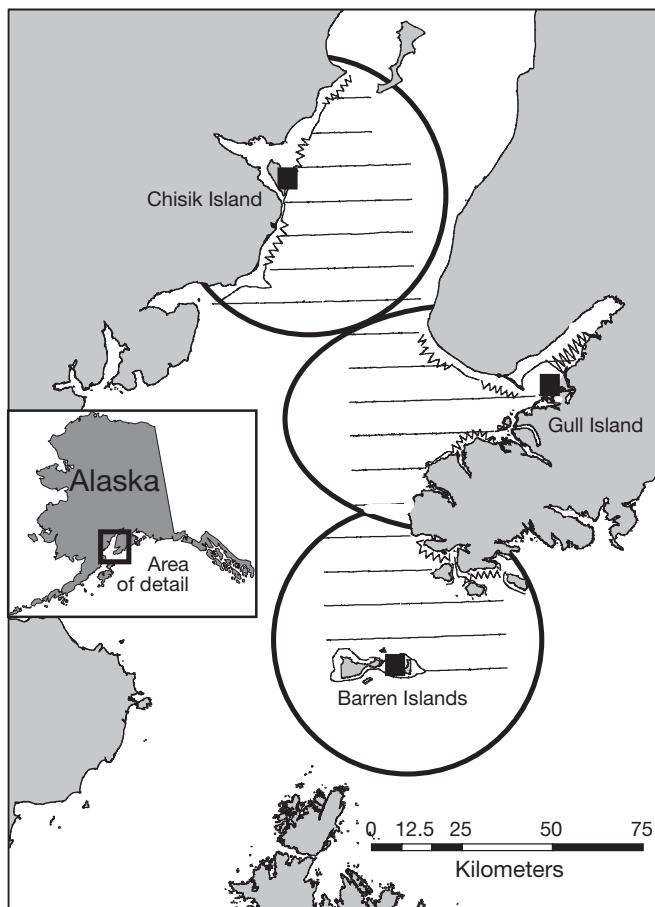 Chisik Island
Gull Island
Alaska
Area
of detail
Barren Islands
0 12.5 25 50 75
Kilometers